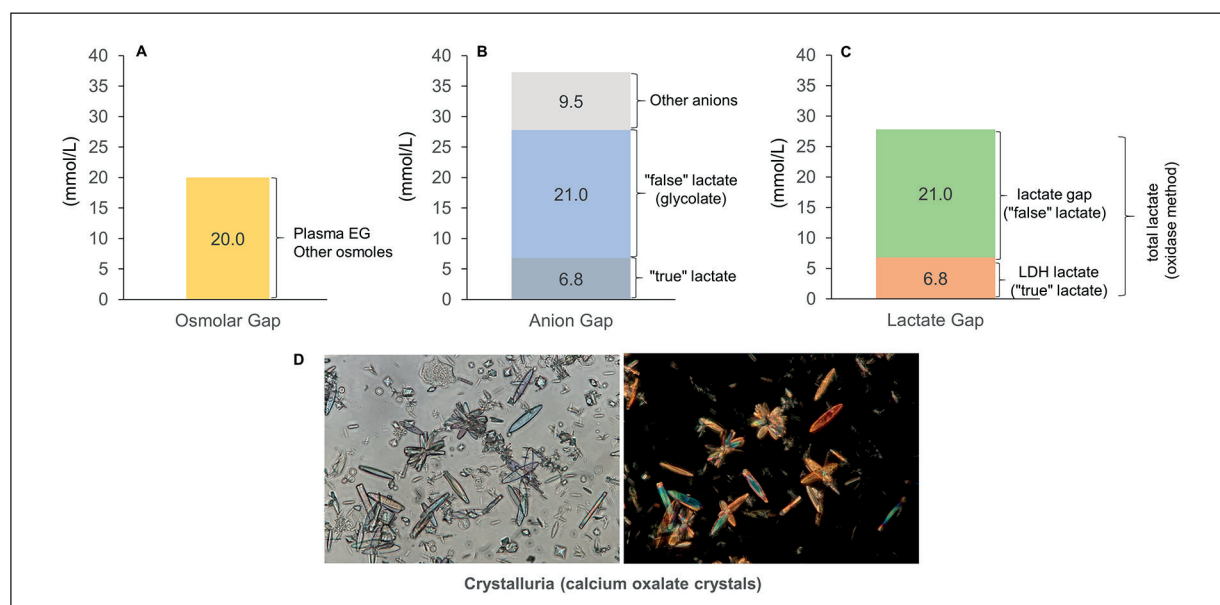 A
40
35
30
25
20
15
10
5
0
(mmol/L)
20.0
Plasma EG
Other osmoles
Osmolar Gap
B
40
35
30
25
20
15
10
5
0
(mmol/L)
9.5
21.0
6.8
Other anions
"false" lactate
(glycolate)
"true" lactate
Anion Gap
C
40
35
30
25
20
15
10
5
0
(mmol/L)
21.0
6.8
lactate gap
("false" lactate)
LDH lactate
("true" lactate)
total lactate
(oxidase method)
Lactate Gap
D
Crystalluria (calcium oxalate crystals)